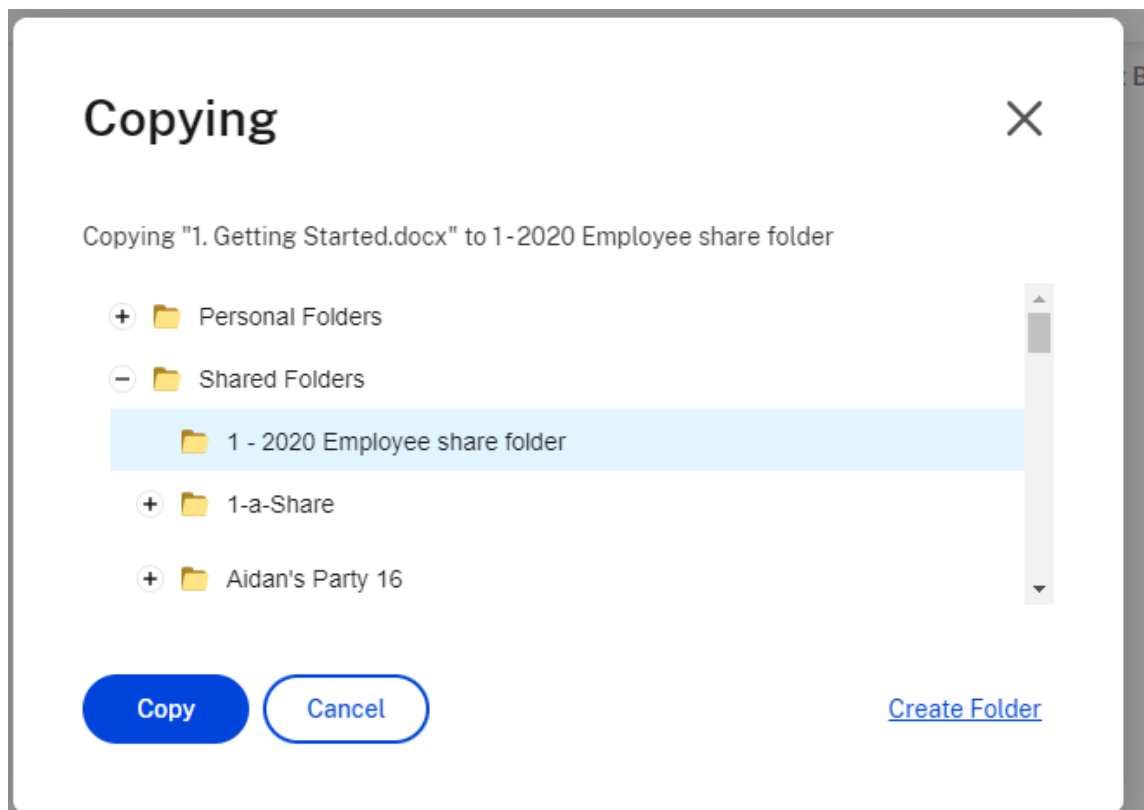 Copying
Copying "1. Getting Started.docx" to 1-2020 Employee share folder
Personal Folders
Shared Folders
1 - 2020 Employee share folder
1-a-Share
Aidan's Party 16
Copy Cancel Create Folder